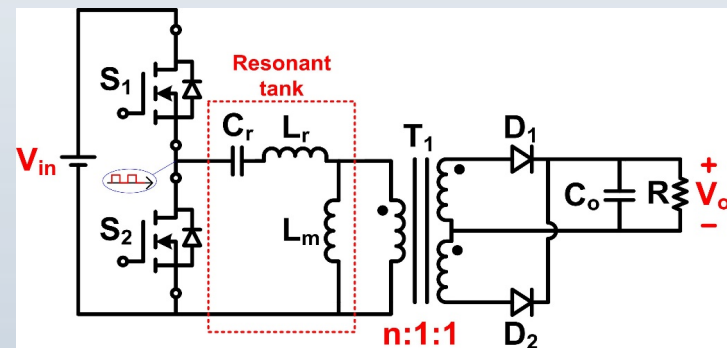 Resonant
tank
S1
Cr
Lr
T1
D1
Vin
+
Co
R
Vo
−
S2
Lm
n:1:1
D2